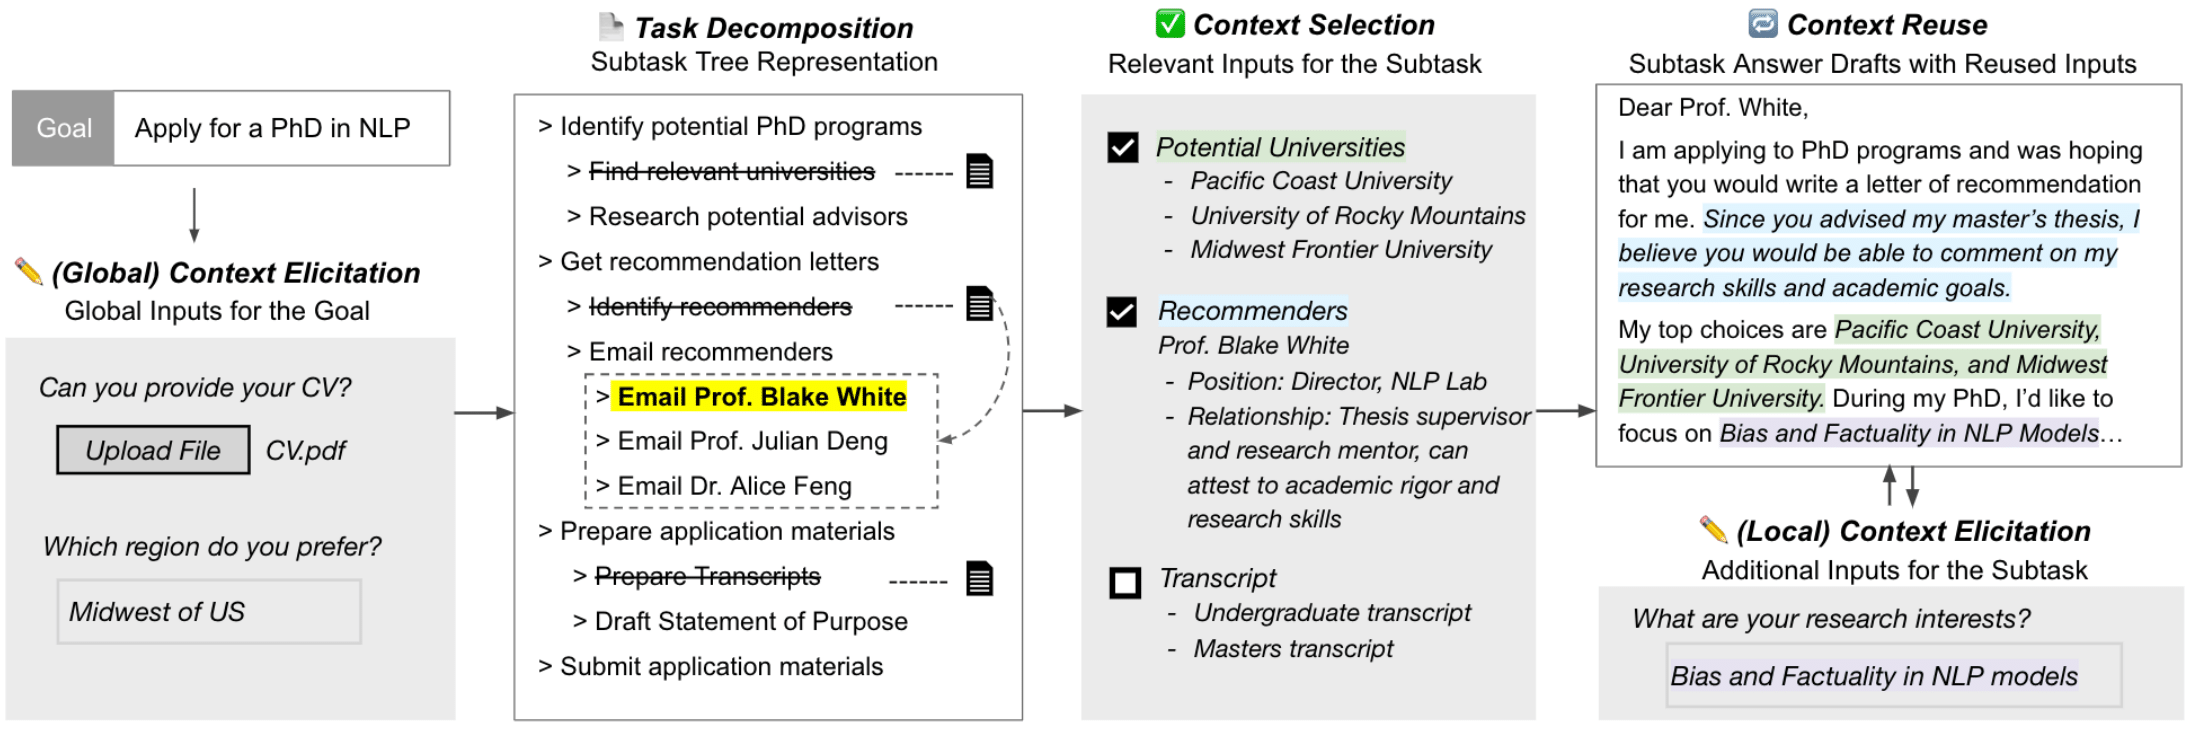 Goal
Apply for a PhD in NLP
(Global) Context Elicitation
Global Inputs for the Goal
Can you provide your CV?
Upload File
CV.pdf
Which region do you prefer?
Midwest of US
Task Decomposition
Subtask Tree Representation
> Identify potential PhD programs
> Find relevant universities
> Research potential advisors
> Get recommendation letters
> Identify recommenders
> Email recommenders
> Email Prof. Blake White
> Email Prof. Julian Deng
> Email Dr. Alice Feng
> Prepare application materials
> Prepare Transcripts
> Draft Statement of Purpose
> Submit application materials
Context Selection
Relevant Inputs for the Subtask
Potential Universities
- Pacific Coast University
- University of Rocky Mountains
- Midwest Frontier University
Recommenders
Prof. Blake White
- Position: Director, NLP Lab
- Relationship: Thesis supervisor
and research mentor, can
attest to academic rigor and
research skills
Transcript
- Undergraduate transcript
- Masters transcript
Context Reuse
Subtask Answer Drafts with Reused Inputs
Dear Prof. White,
I am applying to PhD programs and was hoping
that you would write a letter of recommendation
for me. Since you advised my master's thesis, I
believe you would be able to comment on my
research skills and academic goals.
My top choices are Pacific Coast University,
University of Rocky Mountains, and Midwest
Frontier University. During my PhD, I'd like to
focus on Bias and Factuality in NLP Models…
(Local) Context Elicitation
Additional Inputs for the Subtask
What are your research interests?
Bias and Factuality in NLP models